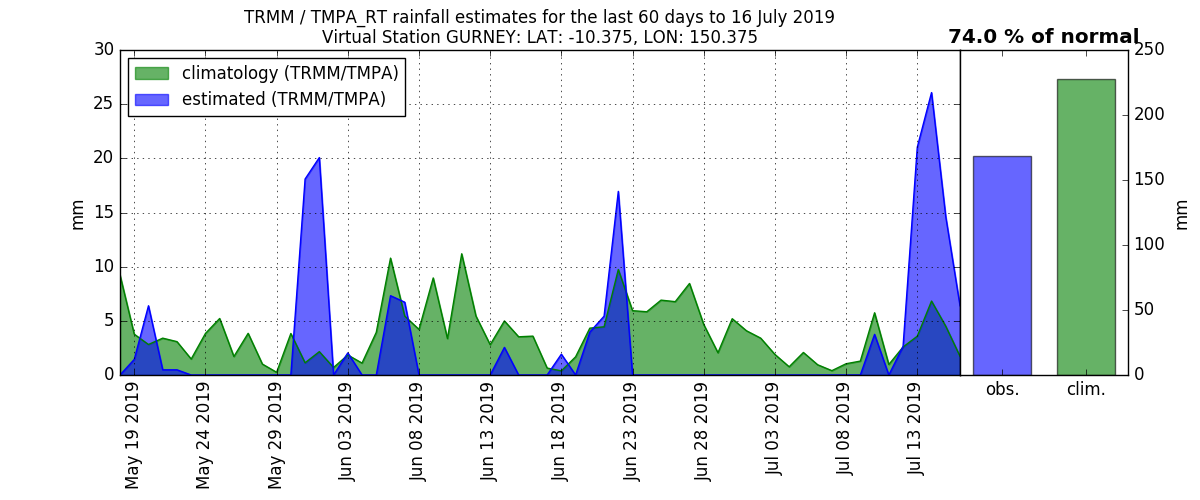 TRMM / TMPA_RT rainfall estimates for the last 60 days to 16 July 2019
Virtual Station GURNEY: LAT: -10.375, LON: 150.375
74.0 % of normal
climatology (TRMM/TMPA)
estimated (TRMM/TMPA)
30
25
20
15
10
5
0
mm
May 19 2019
May 24 2019
May 29 2019
Jun 03 2019
Jun 08 2019
Jun 13 2019
Jun 18 2019
Jun 23 2019
Jun 28 2019
Jul 03 2019
Jul 08 2019
Jul 13 2019
obs.
clim.
250
200
150
100
50
0
mm